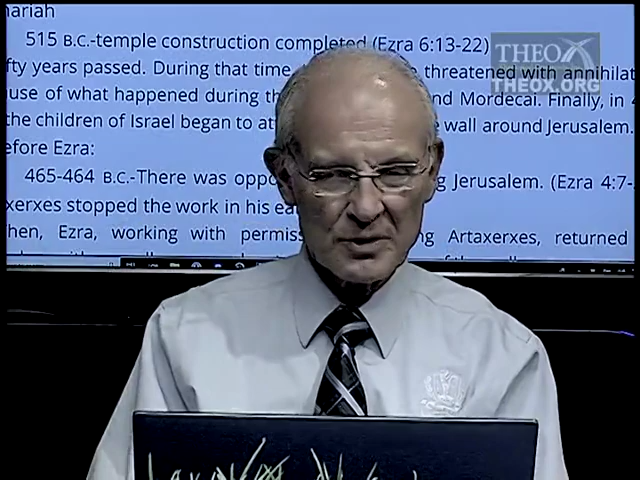 ariah
515 B.C.-temple construction completed (Ezra 6:13-22)
fty years passed. During that time threatened with annihilat
use of what happened during th nd Mordecai. Finally, in
the children of Israel began to at wall around Jerusalem.
efore Ezra:
465-464 B.C.-There was oppo g Jerusalem. (Ezra 4:7-
xerxes stopped the work in his ea
hen, Ezra, working with permiss ng Artaxerxes, returned
THEOX
THEOX.ORG